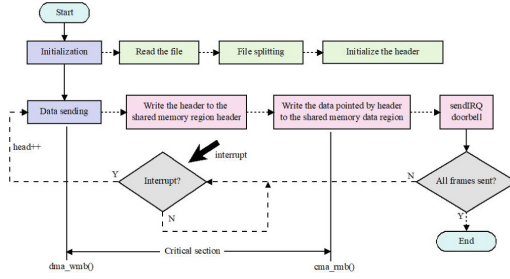 Start
Initialization
Read the file
File splitting
Initialize the header
Data sending
Write the header to the
shared memory region header
Write the data pointed by header
to the shared memory data region
sendIRQ
doorbell
head++
interrupt
Y
Interrupt?
N
All frames sent?
N
Y
End
Critical section
dma_wmb()
cma_rmb()